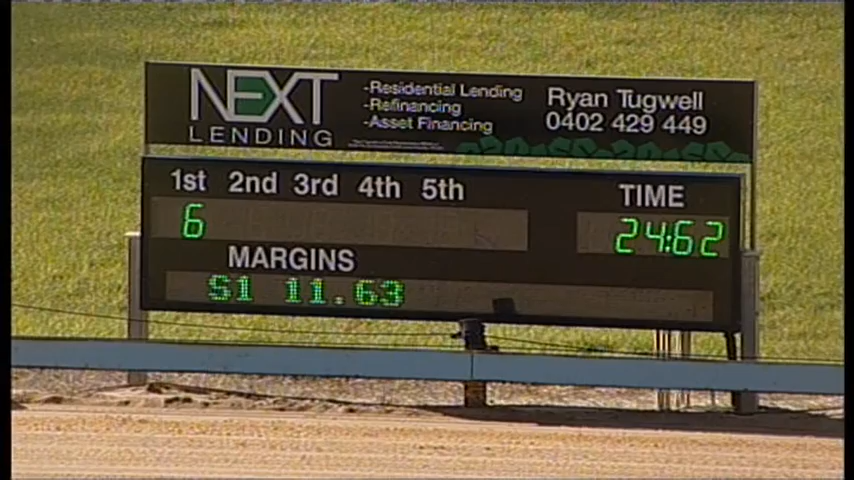 NEXT
LENDING
-Residential Lending
-Refinancing
-Asset Financing
Ryan Tugwell
0402 429 449
1st 2nd 3rd 4th 5th TIME
6 24:62
MARGINS
S1 11.63